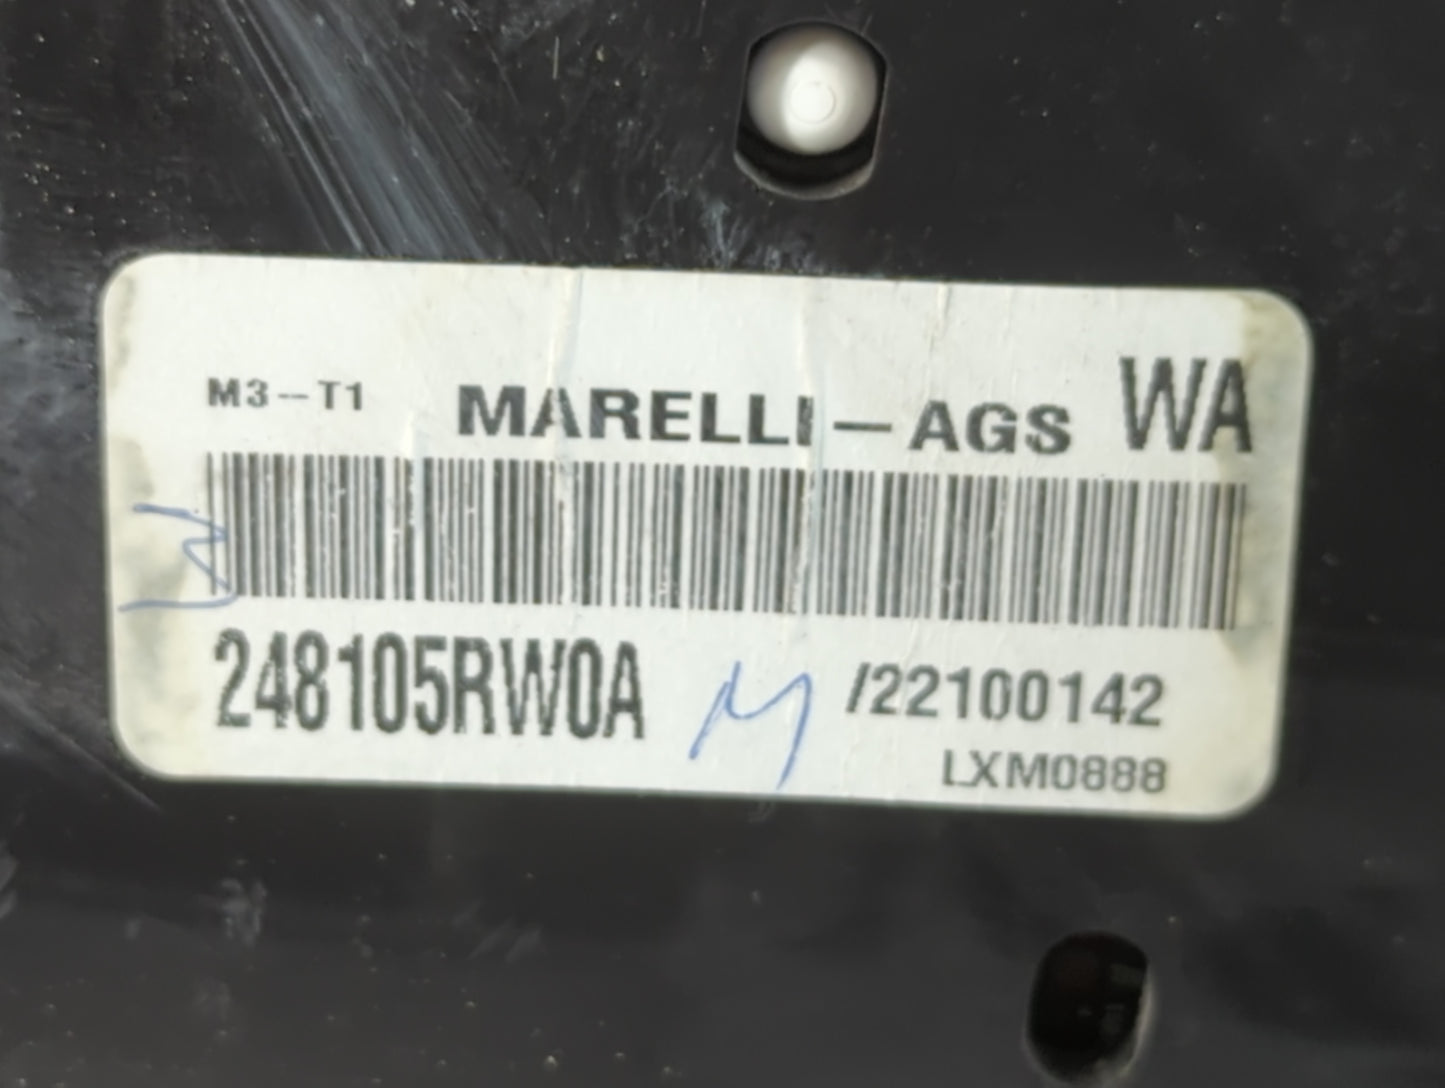 M3-T1 MARELLI-AGS WA
248105RW0A /22100142
LXM0888